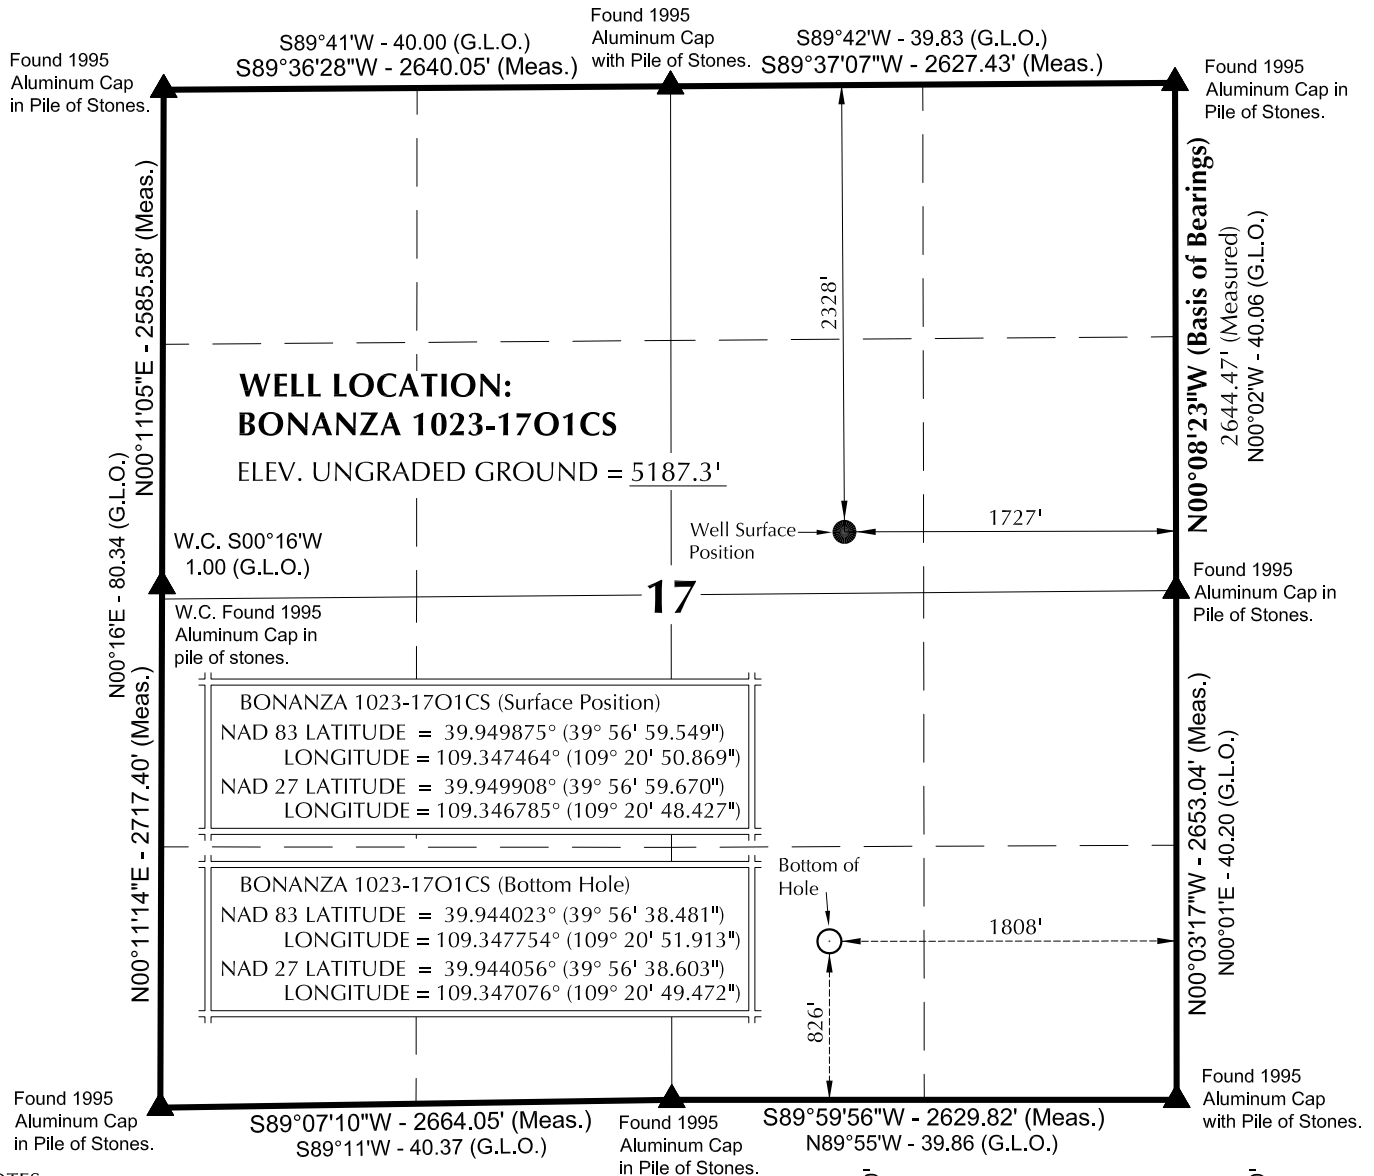 Found 1995
Aluminum Cap
in Pile of Stones.
S89°41'W - 40.00 (G.L.O.)
S89°36'28"W - 2640.05' (Meas.)
Found 1995
Aluminum Cap
with Pile of Stones.
S89°42'W - 39.83 (G.L.O.)
S89°37'07"W - 2627.43' (Meas.)
Found 1995
Aluminum Cap in
Pile of Stones.
N00°11'05"E - 2585.58' (Meas.)
N00°16'E - 80.34 (G.L.O.)
2328'
N00°08'23"W (Basis of Bearings)
2644.47' (Measured)
N00°02'W - 40.06 (G.L.O.)
WELL LOCATION:
BONANZA 1023-17O1CS
ELEV. UNGRADED GROUND = 5187.3'
Well Surface
Position
1727'
W.C. S00°16'W
1.00 (G.L.O.)
W.C. Found 1995
Aluminum Cap in
pile of stones.
17
Found 1995
Aluminum Cap in
Pile of Stones.
N00°11'14"E - 2717.40' (Meas.)
BONANZA 1023-17O1CS (Surface Position)
NAD 83 LATITUDE = 39.949875° (39° 56' 59.549")
LONGITUDE = 109.347464° (109° 20' 50.869")
NAD 27 LATITUDE = 39.949908° (39° 56' 59.670")
LONGITUDE = 109.346785° (109° 20' 48.427")
BONANZA 1023-17O1CS (Bottom Hole)
NAD 83 LATITUDE = 39.944023° (39° 56' 38.481")
LONGITUDE = 109.347754° (109° 20' 51.913")
NAD 27 LATITUDE = 39.944056° (39° 56' 38.603")
LONGITUDE = 109.347076° (109° 20' 49.472")
Bottom of
Hole
1808'
826'
N00°03'17"W - 2653.04' (Meas.)
N00°01'E - 40.20 (G.L.O.)
Found 1995
Aluminum Cap
in Pile of Stones.
S89°07'10"W - 2664.05' (Meas.)
S89°11'W - 40.37 (G.L.O.)
Found 1995
Aluminum Cap
in Pile of Stones.
S89°59'56"W - 2629.82' (Meas.)
N89°55'W - 39.86 (G.L.O.)
Found 1995
Aluminum Cap
with Pile of Stones.